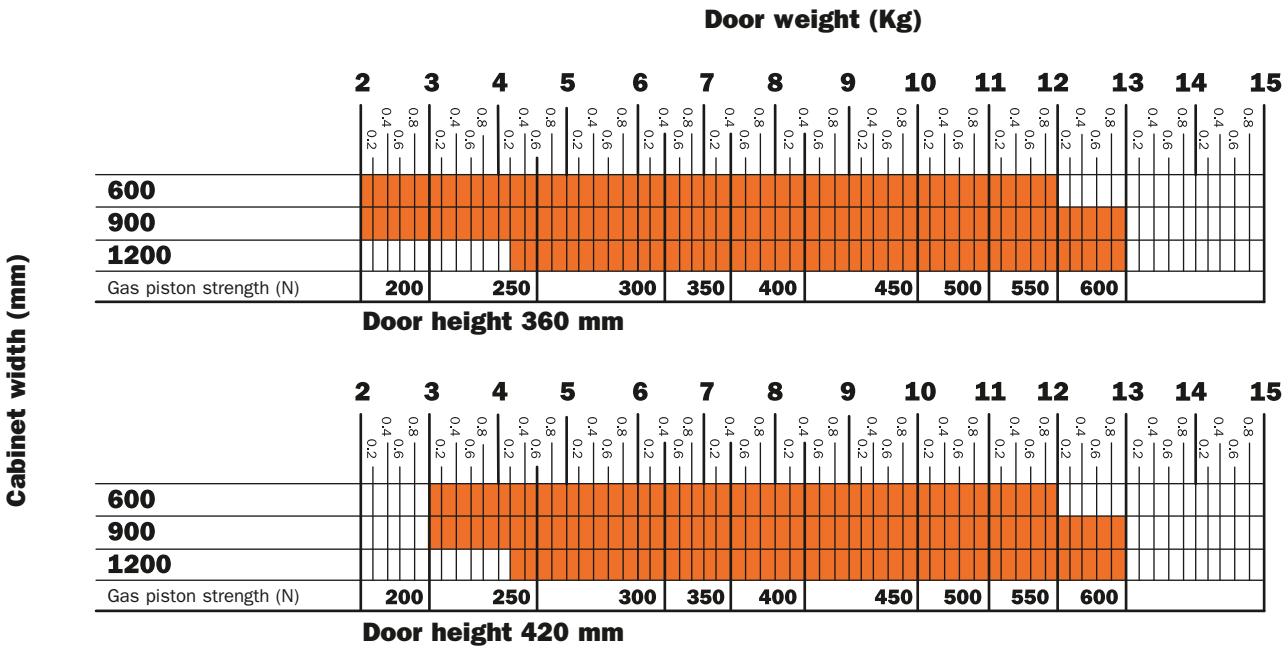 Door weight (Kg)
2 3 4 5 6 7 8 9 10 11 12 13 14 15
0.2 0.4 0.6 0.8 0.2 0.4 0.6 0.8 0.2 0.4 0.6 0.8 0.2 0.4 0.6 0.8 0.2 0.4 0.6 0.8 0.2 0.4 0.6 0.8 0.2 0.4 0.6 0.8 0.2 0.4 0.6 0.8 0.2 0.4 0.6 0.8 0.2 0.4 0.6 0.8 0.2 0.4 0.6 0.8 0.2 0.4 0.6 0.8 0.2 0.4 0.6 0.8
600
900
1200
Gas piston strength (N) 200 250 300 350 400 450 500 550 600
Door height 360 mm
Cabinet width (mm)
2 3 4 5 6 7 8 9 10 11 12 13 14 15
0.2 0.4 0.6 0.8 0.2 0.4 0.6 0.8 0.2 0.4 0.6 0.8 0.2 0.4 0.6 0.8 0.2 0.4 0.6 0.8 0.2 0.4 0.6 0.8 0.2 0.4 0.6 0.8 0.2 0.4 0.6 0.8 0.2 0.4 0.6 0.8 0.2 0.4 0.6 0.8 0.2 0.4 0.6 0.8 0.2 0.4 0.6 0.8 0.2 0.4 0.6 0.8
600
900
1200
Gas piston strength (N) 200 250 300 350 400 450 500 550 600
Door height 420 mm